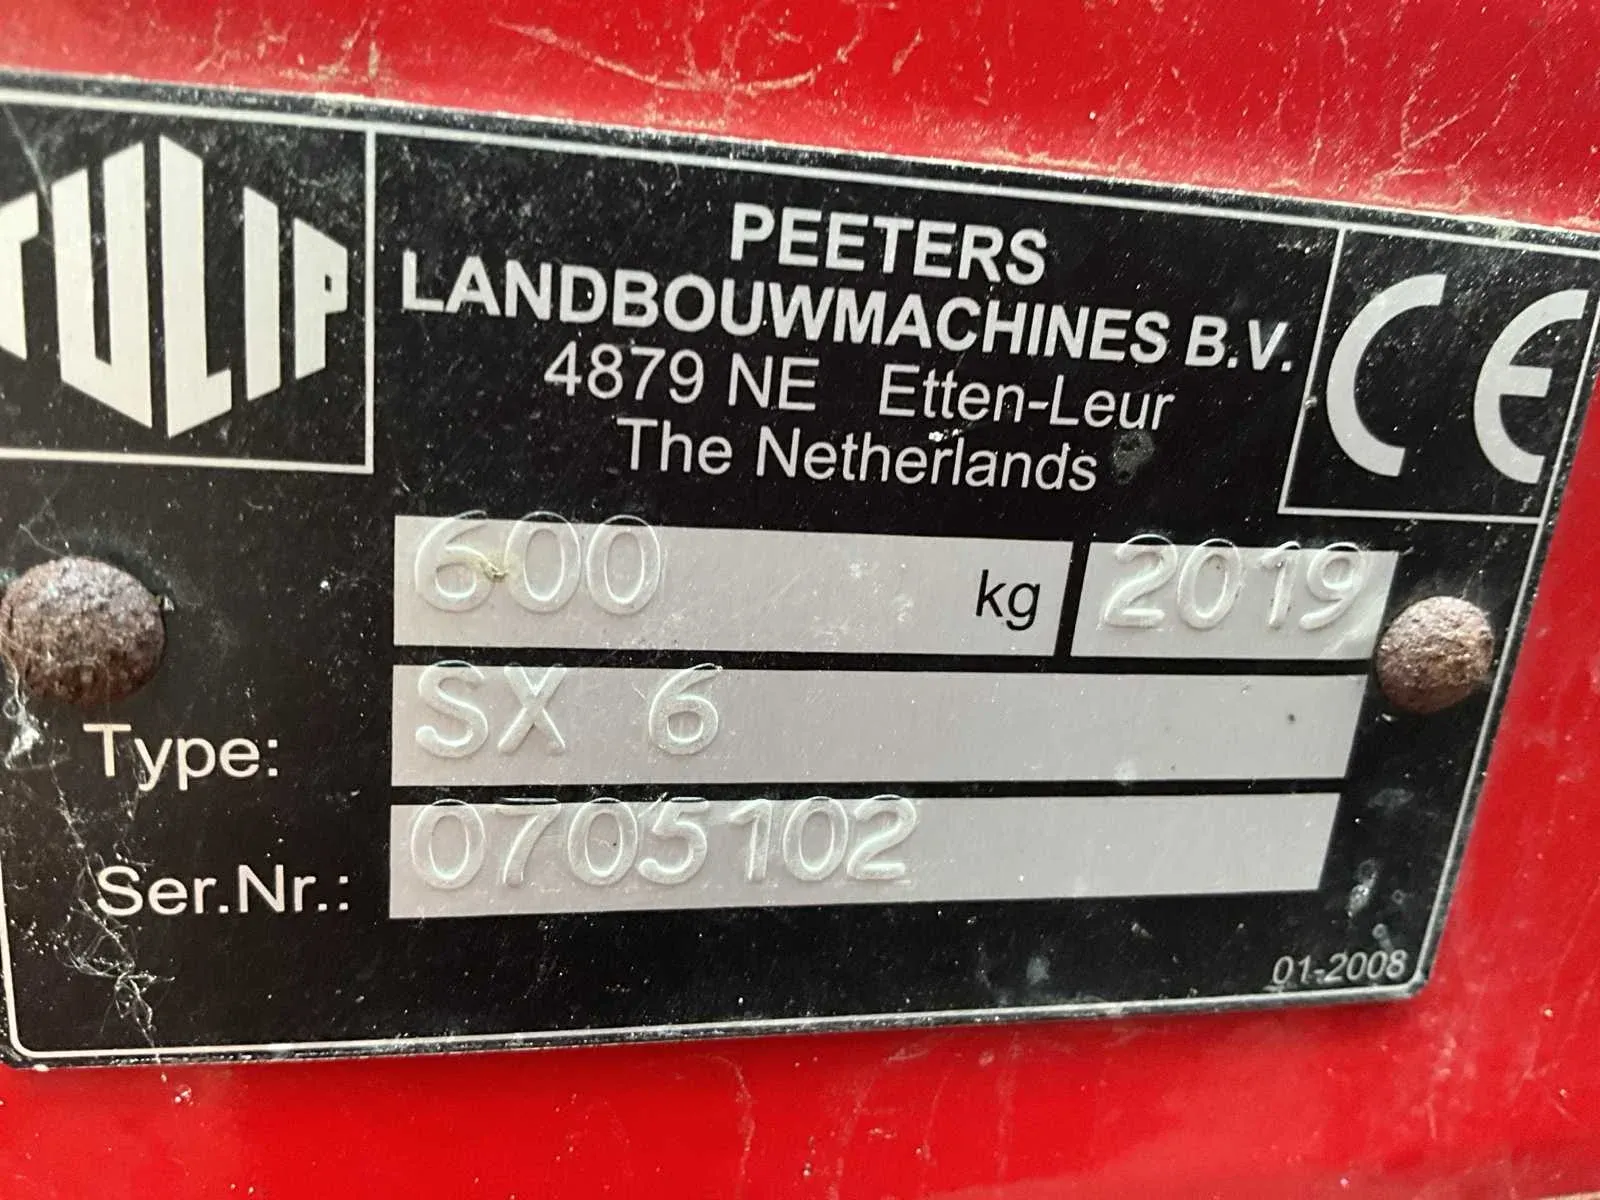 TULIP
PEETERS
LANDBOUWMACHINES B.V.
4879 NE Etten-Leur
The Netherlands
CE
600 kg 2019
Type: SX 6
Ser.Nr.: 0705102
01-2008